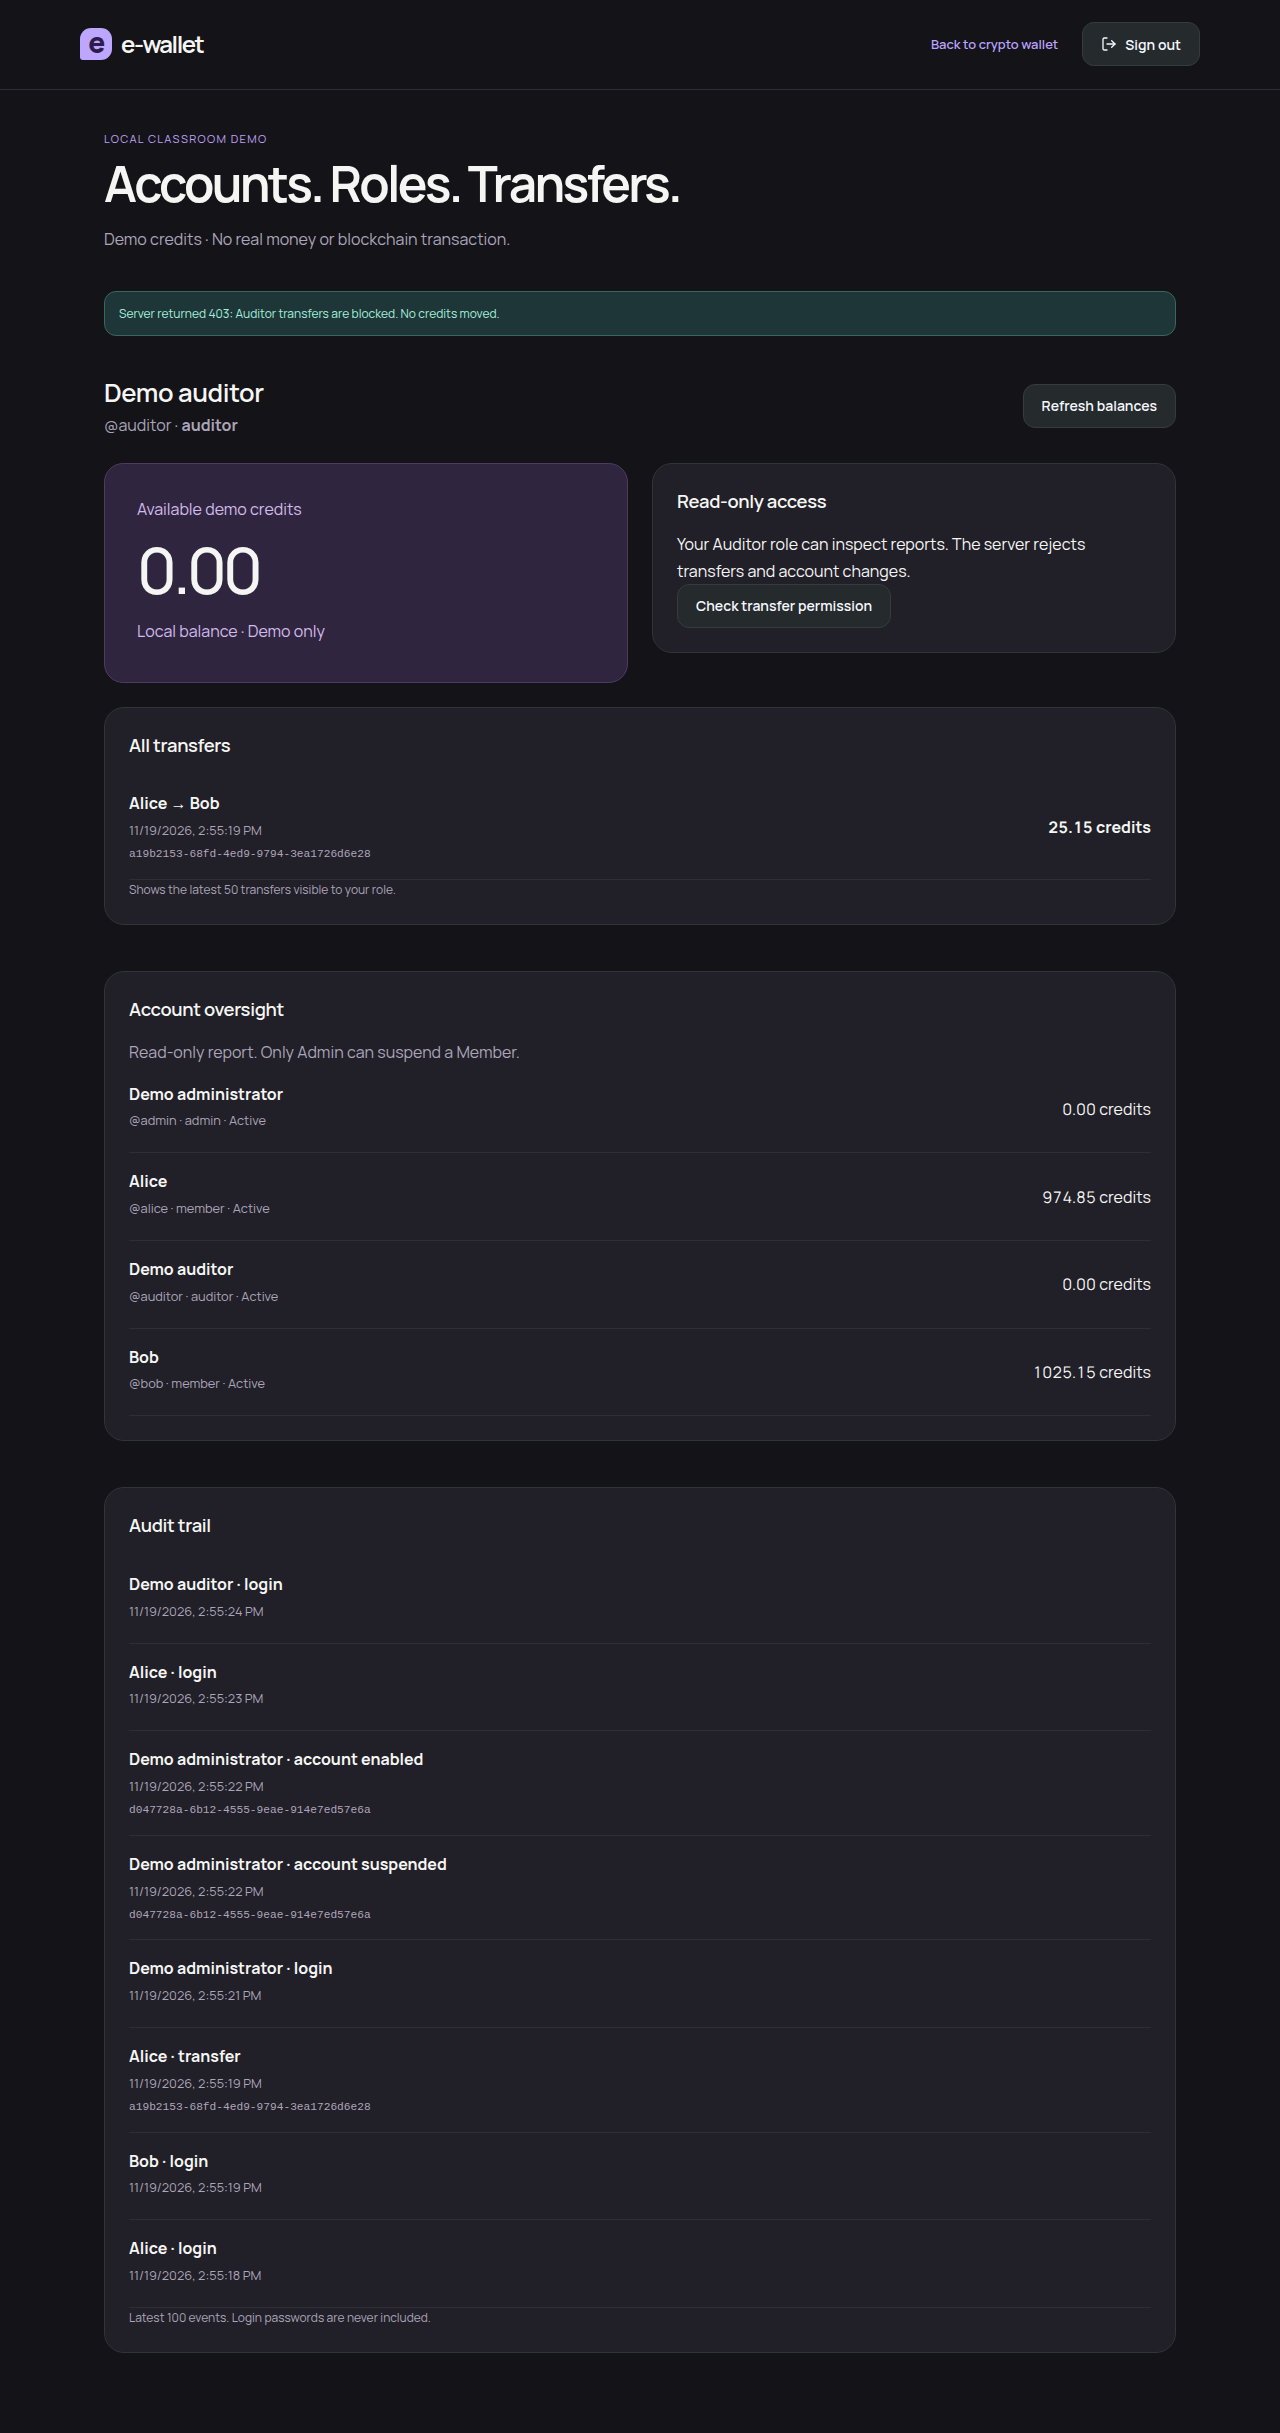 e e-wallet
Back to crypto wallet
Sign out
LOCAL CLASSROOM DEMO
Accounts. Roles. Transfers.
Demo credits · No real money or blockchain transaction.
Server returned 403: Auditor transfers are blocked. No credits moved.
Demo auditor
@auditor · auditor
Refresh balances
Available demo credits
0.00
Local balance · Demo only
Read-only access
Your Auditor role can inspect reports. The server rejects
transfers and account changes.
Check transfer permission
All transfers
Alice → Bob
11/19/2026, 2:55:19 PM
a19b2153-68fd-4ed9-9794-3ea1726d6e28
25.15 credits
Shows the latest 50 transfers visible to your role.
Account oversight
Read-only report. Only Admin can suspend a Member.
Demo administrator
@admin · admin · Active
0.00 credits
Alice
@alice · member · Active
974.85 credits
Demo auditor
@auditor · auditor · Active
0.00 credits
Bob
@bob · member · Active
1025.15 credits
Audit trail
Demo auditor · login
11/19/2026, 2:55:24 PM
Alice · login
11/19/2026, 2:55:23 PM
Demo administrator · account enabled
11/19/2026, 2:55:22 PM
d047728a-6b12-4555-9eae-914e7ed57e6a
Demo administrator · account suspended
11/19/2026, 2:55:22 PM
d047728a-6b12-4555-9eae-914e7ed57e6a
Demo administrator · login
11/19/2026, 2:55:21 PM
Alice · transfer
11/19/2026, 2:55:19 PM
a19b2153-68fd-4ed9-9794-3ea1726d6e28
Bob · login
11/19/2026, 2:55:19 PM
Alice · login
11/19/2026, 2:55:18 PM
Latest 100 events. Login passwords are never included.